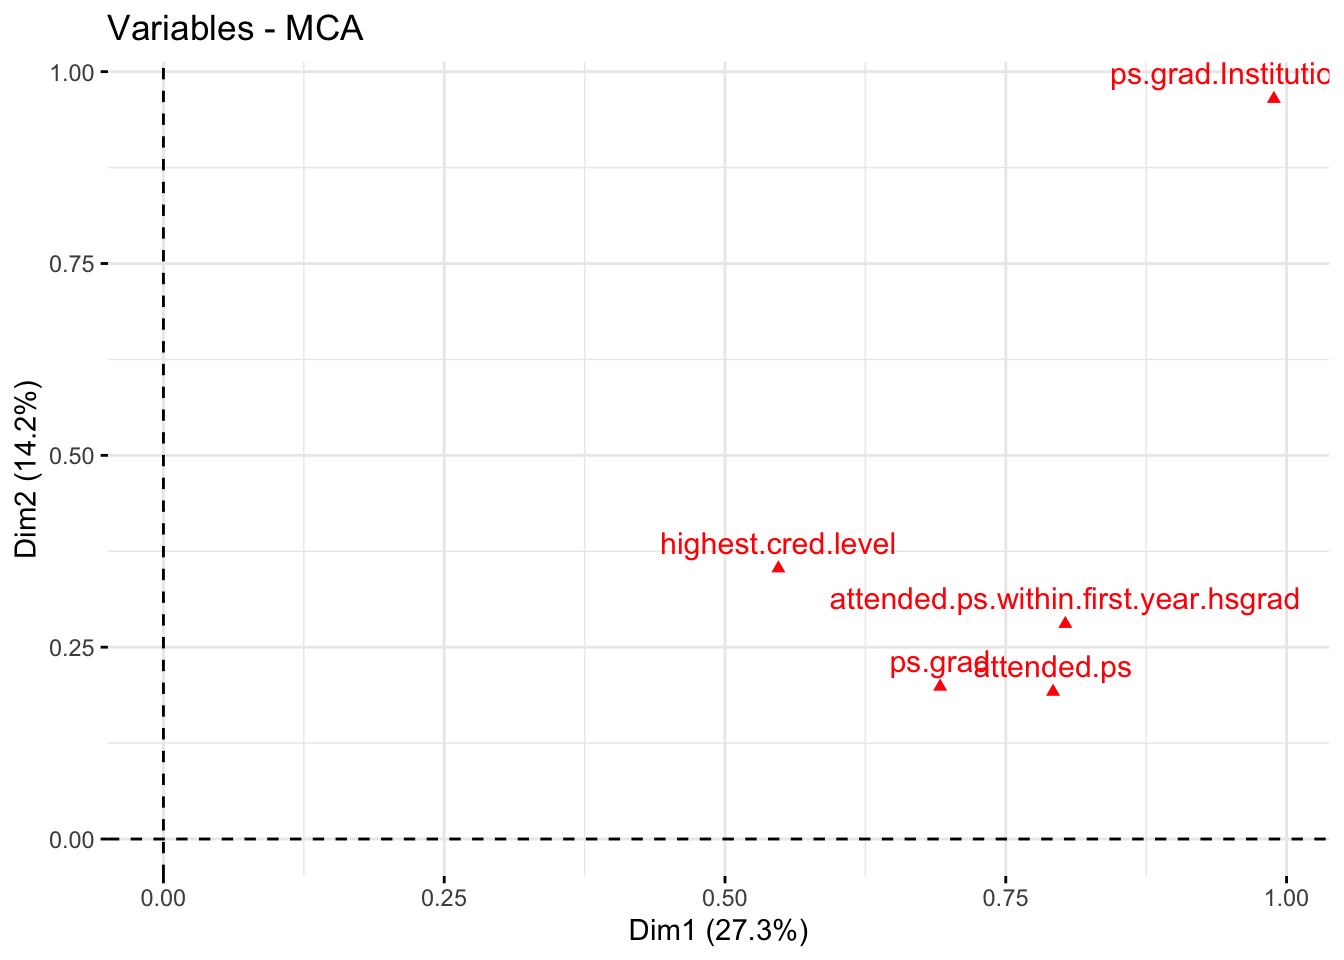 Variables - MCA
ps.grad.Institutio
1.00
0.75
0.50
0.25
0.00
Dim2 (14.2%)
highest.cred.level
attended.ps.within.first.year.hsgrad
ps.grad
attended.ps
0.00 0.25 0.50 0.75 1.00
Dim1 (27.3%)